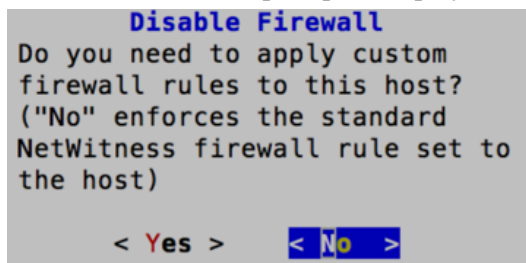 Disable Firewall
Do you need to apply custom
firewall rules to this host?
("No" enforces the standard
NetWitness firewall rule set to
the host)
< Yes > < No >